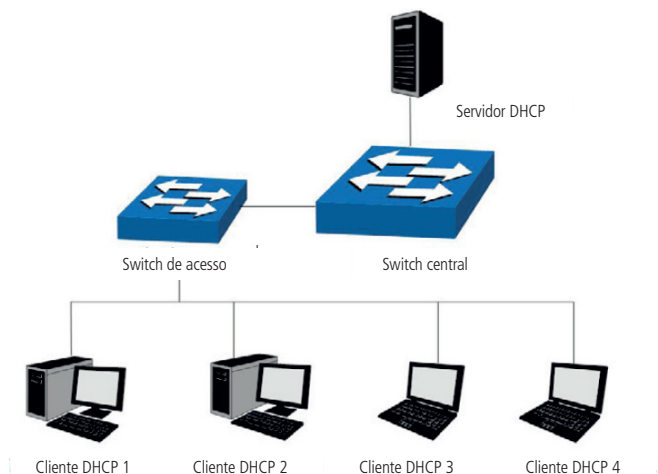 Servidor DHCP
Switch de acesso
Switch central
Cliente DHCP 1
Cliente DHCP 2
Cliente DHCP 3
Cliente DHCP 4